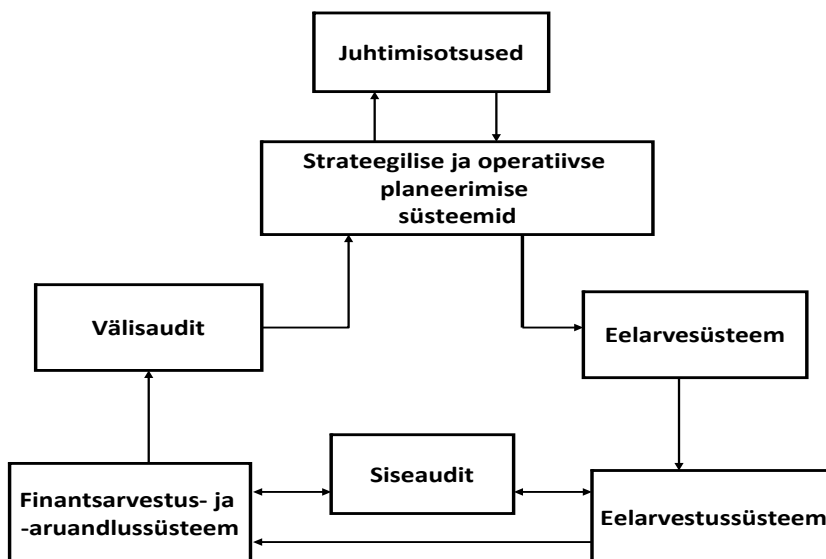 Juhtimisotsused
Strateegilise ja operatiivse
planeerimise
süsteemid
Välisaudit
Eelarvesüsteem
Siseaudit
Finantsarvestus- ja
-aruandlussüsteem
Eelarvestussüsteem